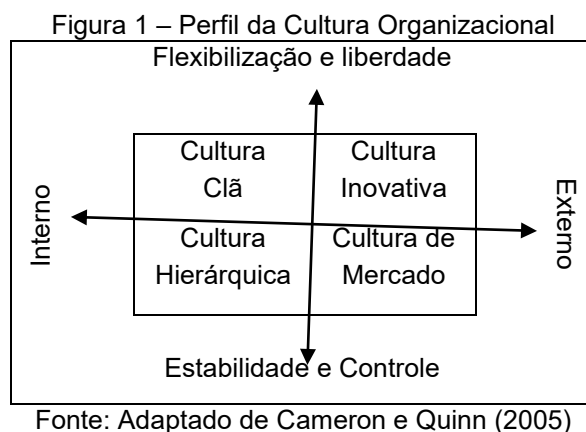 Figura 1 – Perfil da Cultura Organizacional
Flexibilização e liberdade
Cultura
Clã
Cultura
Inovativa
Interno
Externo
Cultura
Hierárquica
Cultura de
Mercado
Estabilidade e Controle
Fonte: Adaptado de Cameron e Quinn (2005)